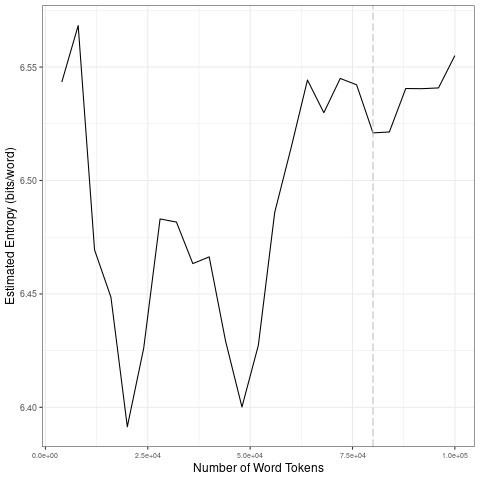 6.55
6.50
6.45
6.40
Estimated Entropy (bits/word)
0.0e+00 2.5e+04 5.0e+04 7.5e+04 1.0e+05
Number of Word Tokens